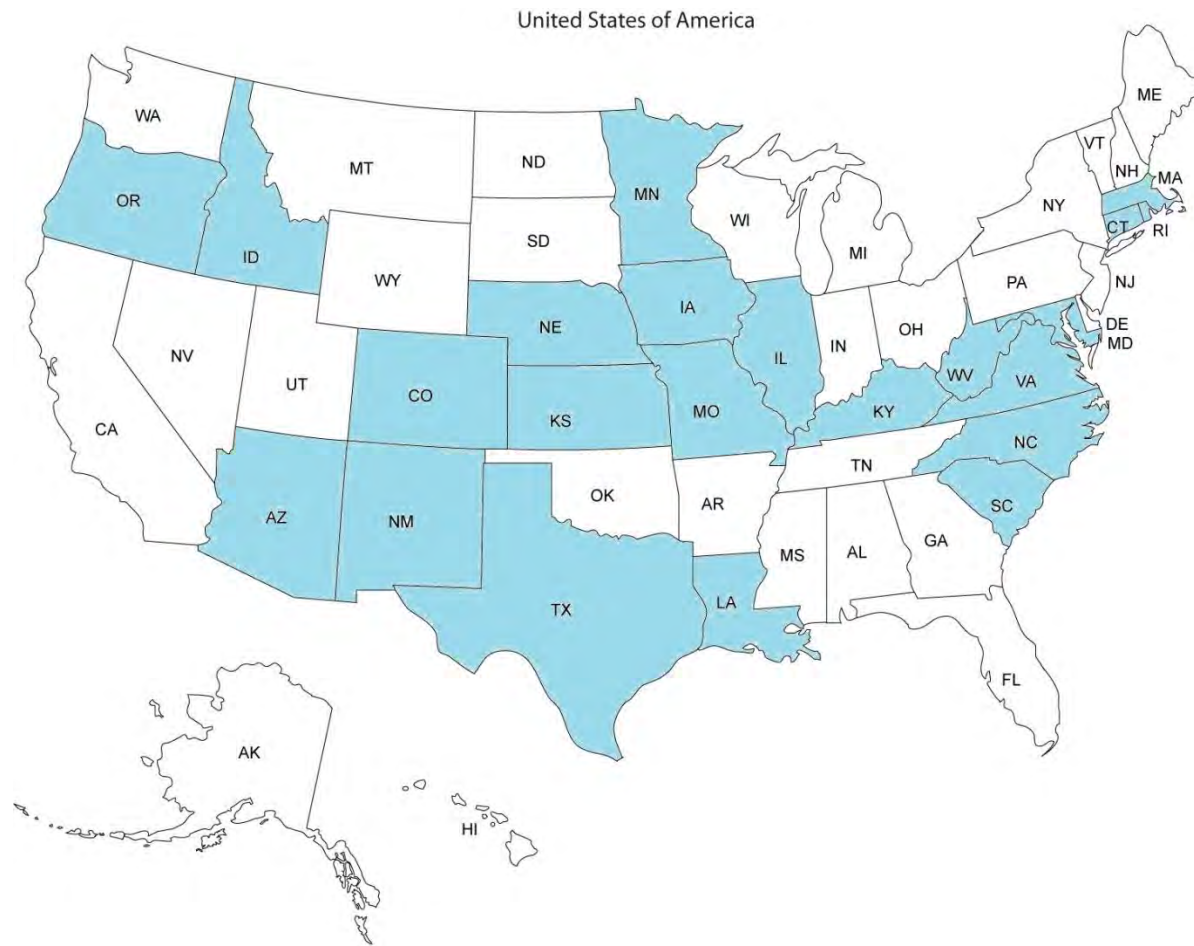 United States of America
ME
WA
VT
ND
MT
NH
MA
MN
OR
NY
WI
RI
CT
SD
ID
MI
WY
PA
NJ
IA
NE
OH
DE
IN
MD
NV
IL
UT
WV
VA
CO
KY
MO
KS
CA
NC
TN
OK
AR
SC
AZ
NM
GA
MS
AL
LA
TX
FL
AK
HI